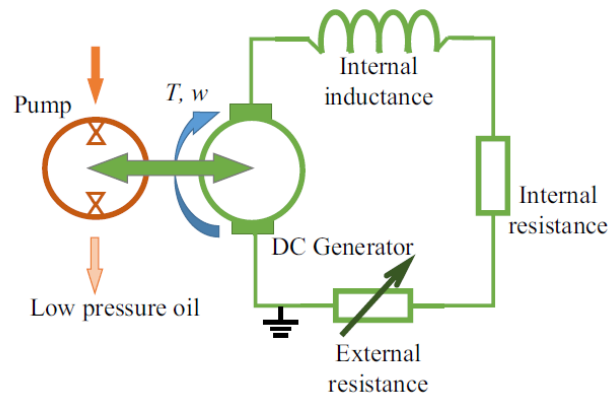 Internal
inductance
Pump
T, w
Internal
resistance
DC Generator
Low pressure oil
External
resistance